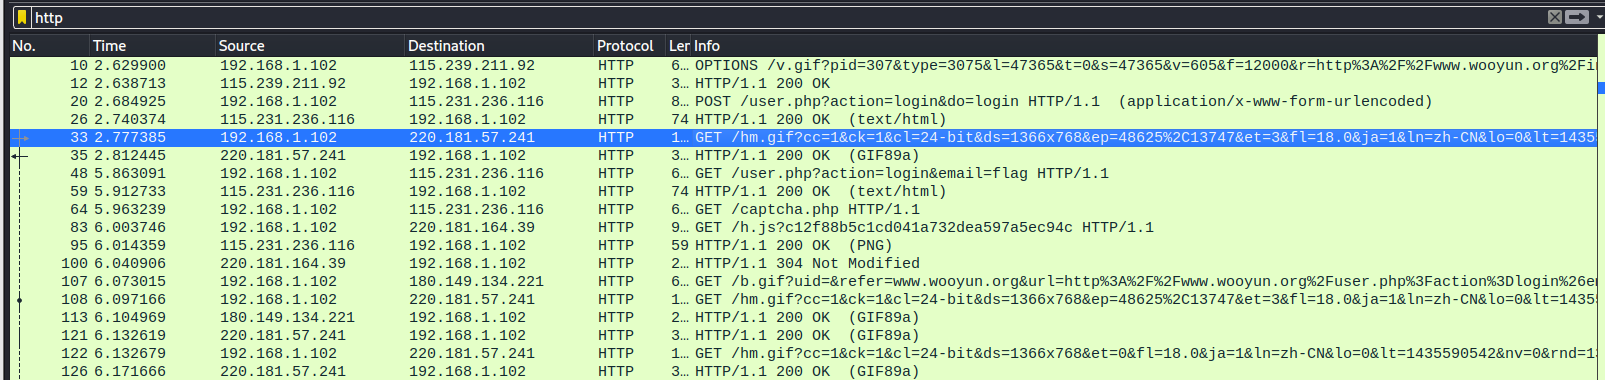 http
No. Time Source Destination Protocol Ler Info
10 2.629900 192.168.1.102 115.239.211.92 HTTP 6… OPTIONS /v.gif?pid=307&type=3075&l=47365&t=0&s=47365&v=605&f=12000&r=http%3A%2F%2Fwww.wooyun.org%2Fi
12 2.638713 115.239.211.92 192.168.1.102 HTTP 3… HTTP/1.1 200 OK
20 2.684925 192.168.1.102 115.231.236.116 HTTP 8… POST /user.php?action=login&do=login HTTP/1.1 (application/x-www-form-urlencoded)
26 2.740374 115.231.236.116 192.168.1.102 HTTP 74 HTTP/1.1 200 OK (text/html)
33 2.777385 192.168.1.102 220.181.57.241 HTTP 1… GET /hm.gif?cc=1&ck=1&cl=24-bit&ds=1366x768&ep=48625%2C13747&et=3&fl=18.0&ja=1&ln=zh-CN&lo=0&lt=1435
35 2.812445 220.181.57.241 192.168.1.102 HTTP 3… HTTP/1.1 200 OK (GIF89a)
48 5.863091 192.168.1.102 115.231.236.116 HTTP 6… GET /user.php?action=login&email=flag HTTP/1.1
59 5.912733 115.231.236.116 192.168.1.102 HTTP 74 HTTP/1.1 200 OK (text/html)
64 5.963239 192.168.1.102 115.231.236.116 HTTP 6… GET /captcha.php HTTP/1.1
83 6.003746 192.168.1.102 220.181.164.39 HTTP 9… GET /h.js?c12f88b5c1cd041a732dea597a5ec94c HTTP/1.1
95 6.014359 115.231.236.116 192.168.1.102 HTTP 59 HTTP/1.1 200 OK (PNG)
100 6.040906 220.181.164.39 192.168.1.102 HTTP 2… HTTP/1.1 304 Not Modified
107 6.073015 192.168.1.102 180.149.134.221 HTTP 6… GET /b.gif?uid=&refer=www.wooyun.org&url=http%3A%2F%2Fwww.wooyun.org%2Fuser.php%3Faction%3Dlogin%26e
108 6.097166 192.168.1.102 220.181.57.241 HTTP 1… GET /hm.gif?cc=1&ck=1&cl=24-bit&ds=1366x768&ep=48625%2C13747&et=3&fl=18.0&ja=1&ln=zh-CN&lo=0&lt=1435
113 6.104969 180.149.134.221 192.168.1.102 HTTP 2… HTTP/1.1 200 OK (GIF89a)
121 6.132619 220.181.57.241 192.168.1.102 HTTP 3… HTTP/1.1 200 OK (GIF89a)
122 6.132679 192.168.1.102 220.181.57.241 HTTP 1… GET /hm.gif?cc=1&ck=1&cl=24-bit&ds=1366x768&et=0&fl=18.0&ja=1&ln=zh-CN&lo=0&lt=1435590542&nv=0&rnd=1
126 6.171666 220.181.57.241 192.168.1.102 HTTP 3… HTTP/1.1 200 OK (GIF89a)